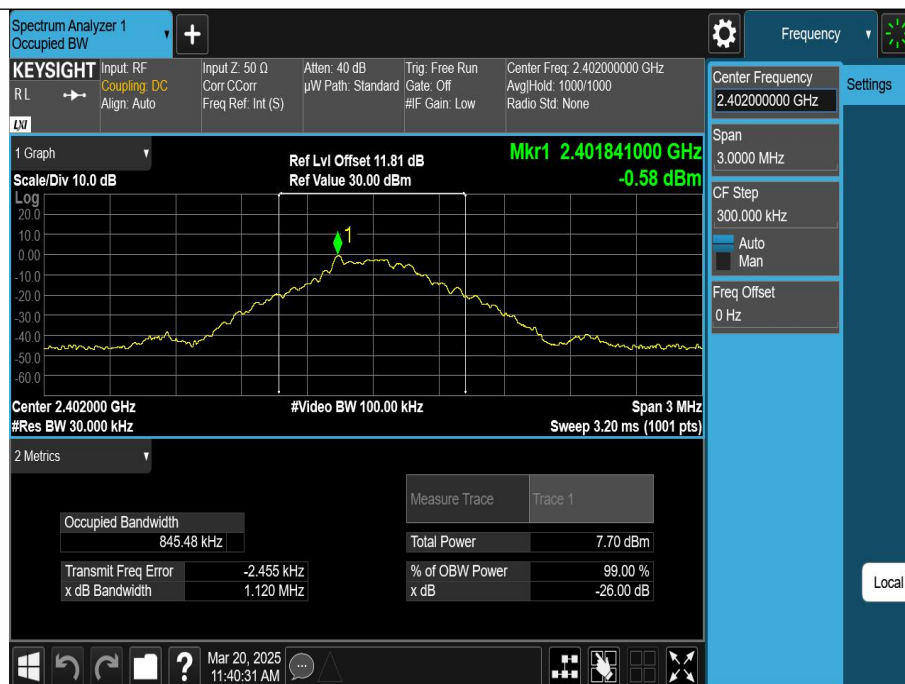 Spectrum Analyzer 1
Occupied BW
Frequency
KEYSIGHT
R L
LXI
Input: RF
Coupling: DC
Align: Auto
Input Z: 50 Ω
Corr CCorr
Freq Ref: Int (S)
Atten: 40 dB
µW Path: Standard
Trig: Free Run
Gate: Off
#IF Gain: Low
Center Freq: 2.402000000 GHz
Avg|Hold: 1000/1000
Radio Std: None
Center Frequency
2.402000000 GHz
Settings
Span
3.0000 MHz
CF Step
300.000 kHz
Auto
Man
Freq Offset
0 Hz
Local
1 Graph
Scale/Div 10.0 dB
Ref Lvl Offset 11.81 dB
Ref Value 30.00 dBm
Mkr1 2.401841000 GHz
-0.58 dBm
Log
20.0
10.0
0.00
-10.0
-20.0
-30.0
-40.0
-50.0
-60.0
1
Center 2.402000 GHz
#Res BW 30.000 kHz
#Video BW 100.00 kHz
Span 3 MHz
Sweep 3.20 ms (1001 pts)
2 Metrics
Measure Trace
Trace 1
Occupied Bandwidth
845.48 kHz
Total Power
7.70 dBm
Transmit Freq Error
-2.455 kHz
% of OBW Power
99.00 %
x dB Bandwidth
1.120 MHz
x dB
-26.00 dB
?
Mar 20, 2025
11:40:31 AM